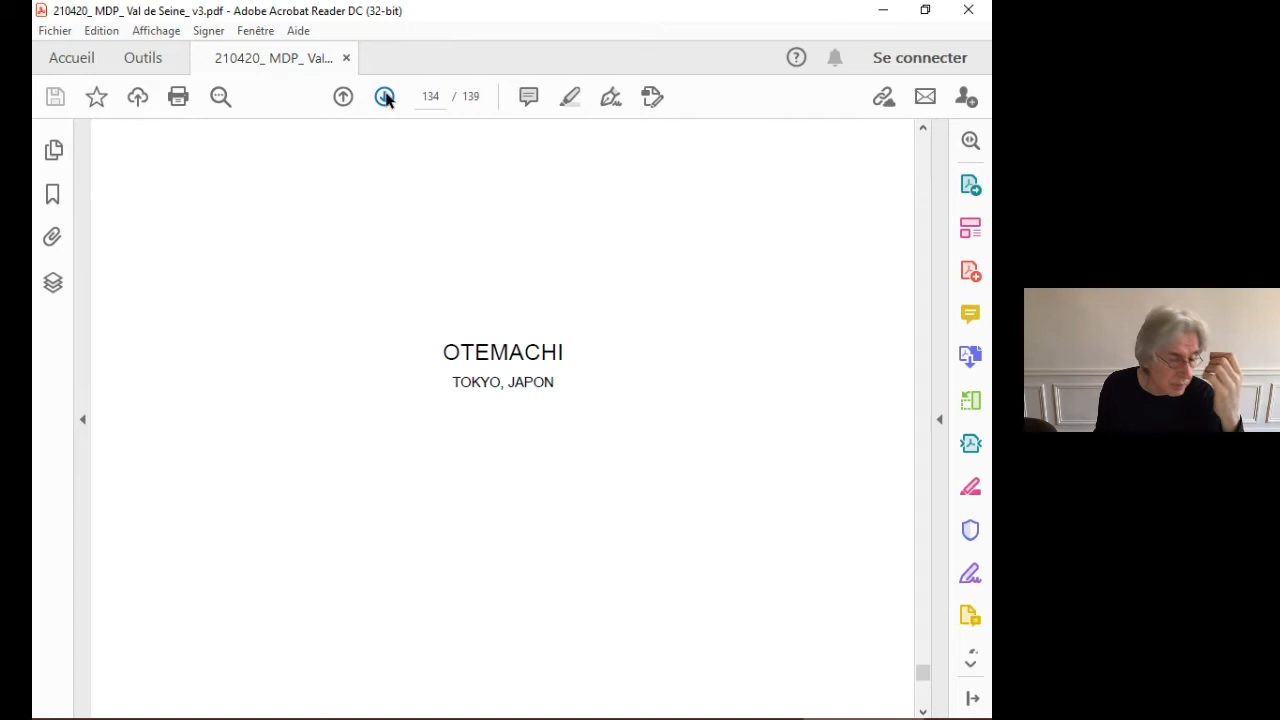 210420_ MDP_ Val de Seine_ v3.pdf - Adobe Acrobat Reader DC (32-bit)
Fichier Edition Affichage Signer Fenêtre Aide
Accueil Outils 210420_ MDP_ Val... Se connecter
134 / 139
OTEMACHI
TOKYO, JAPON